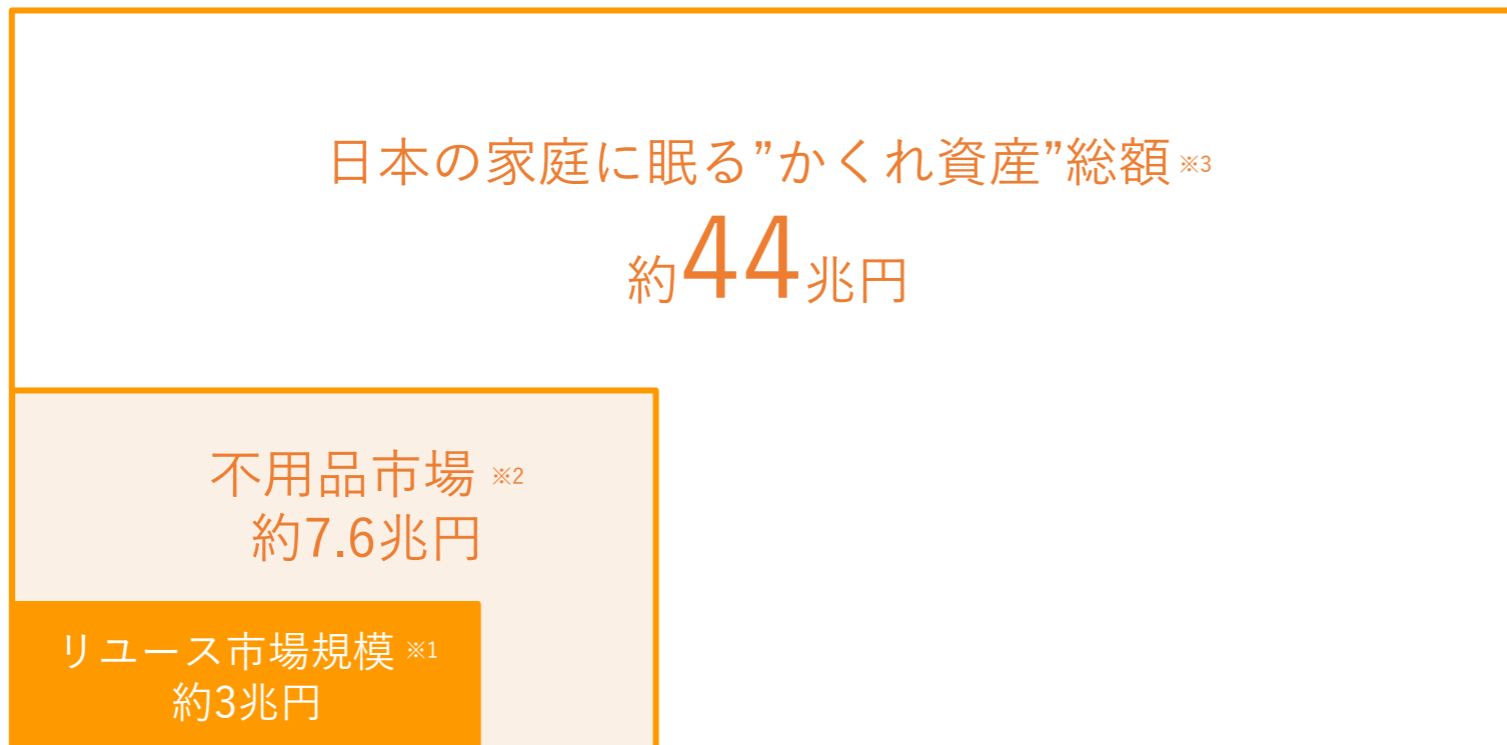 日本の家庭に眠る”かくれ資産”総額 ※3
約44兆円
不用品市場 ※2
約7.6兆円
リユース市場規模 ※1
約3兆円